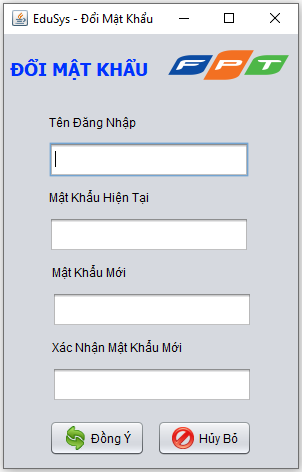 EduSys - Đổi Mật Khẩu
ĐỔI MẬT KHẨU
FPT
Tên Đăng Nhập
Mật Khẩu Hiện Tại
Mật Khẩu Mới
Xác Nhận Mật Khẩu Mới
Đồng Ý
Hủy Bỏ